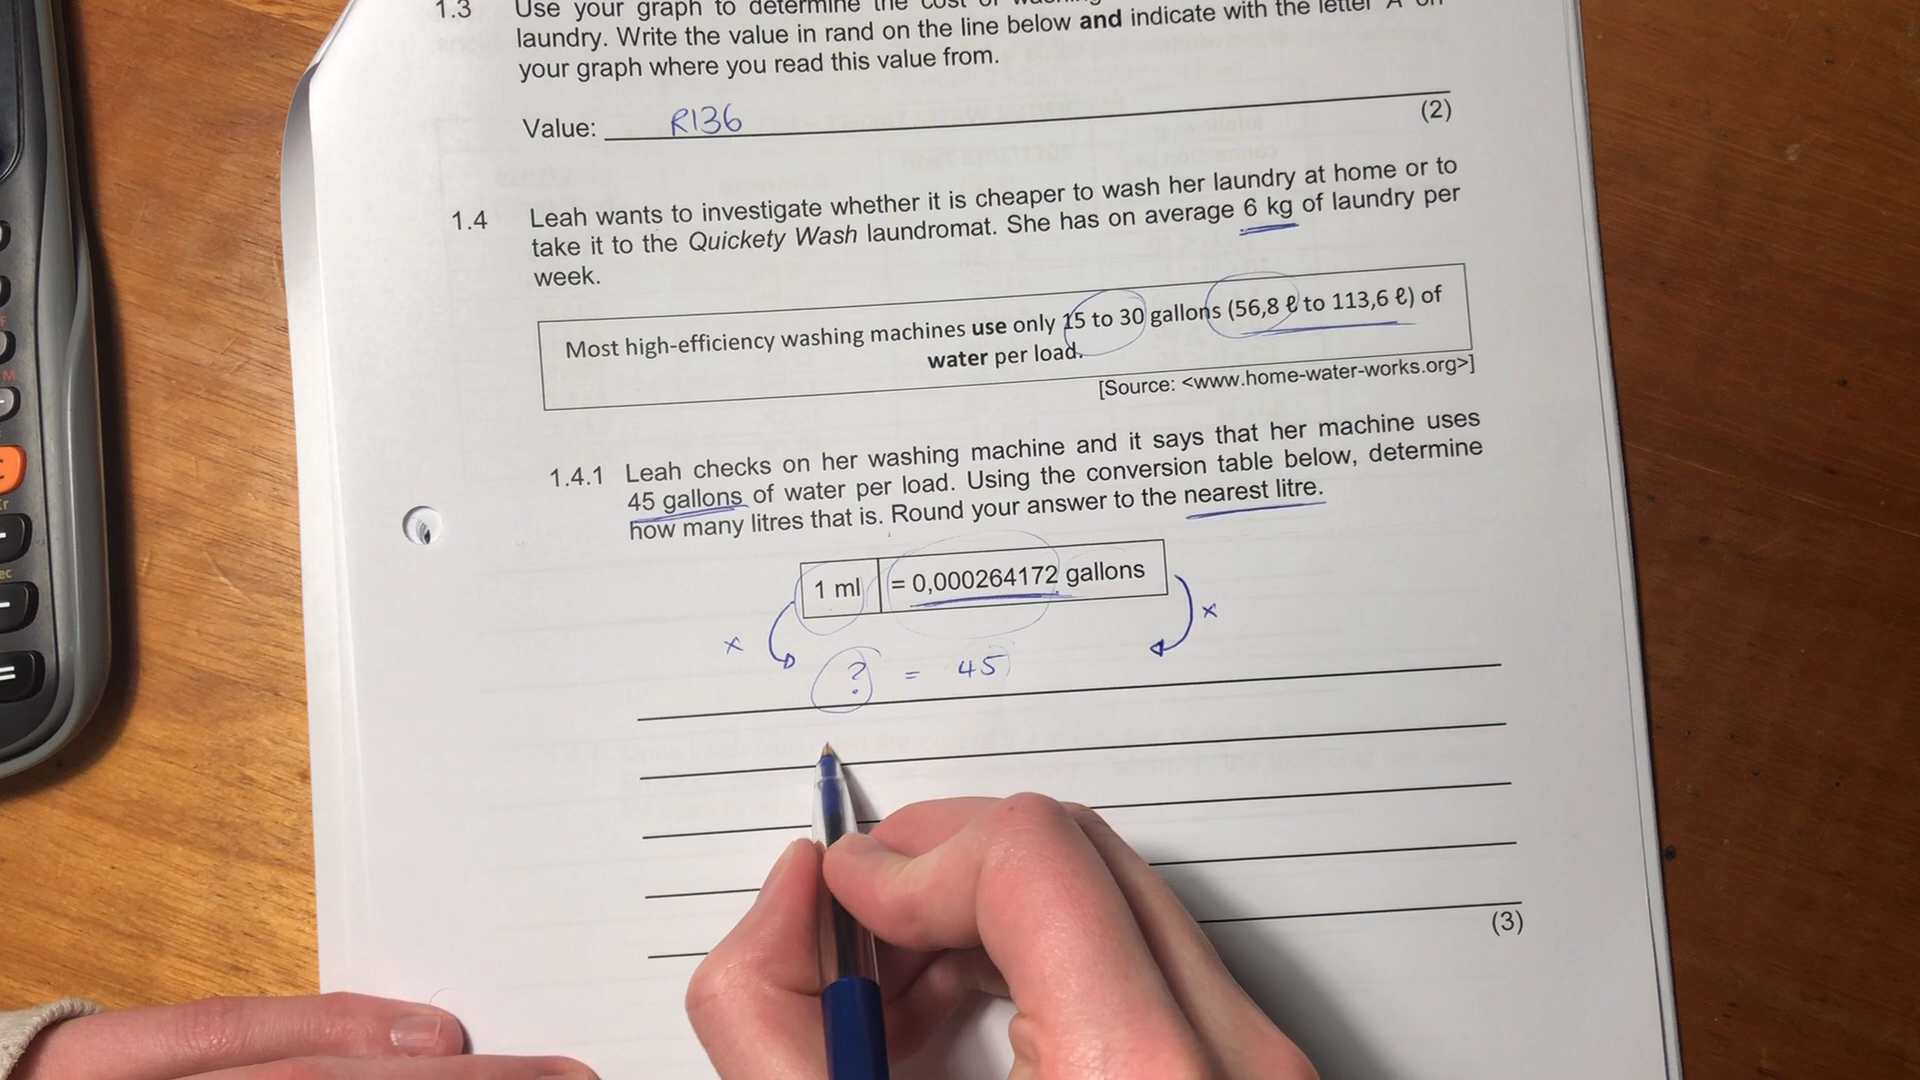 1.3 Use your graph to determine the cost of
laundry. Write the value in rand on the line below and indicate with the letter A on
your graph where you read this value from.
Value: R136
(2)
1.4 Leah wants to investigate whether it is cheaper to wash her laundry at home or to
take it to the Quickety Wash laundromat. She has on average 6 kg of laundry per
week.
Most high-efficiency washing machines use only 15 to 30 gallons (56,8 ℓ to 113,6 ℓ) of
water per load.
[Source: <www.home-water-works.org>]
1.4.1 Leah checks on her washing machine and it says that her machine uses
45 gallons of water per load. Using the conversion table below, determine
how many litres that is. Round your answer to the nearest litre.
1 ml = 0,000264172 gallons
x x
? = 45
(3)
=